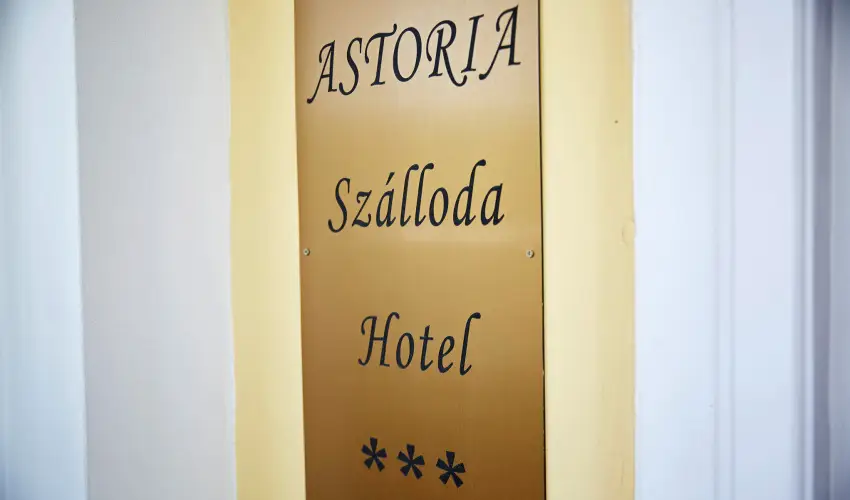 ASTORIA
Szálloda
Hotel
***